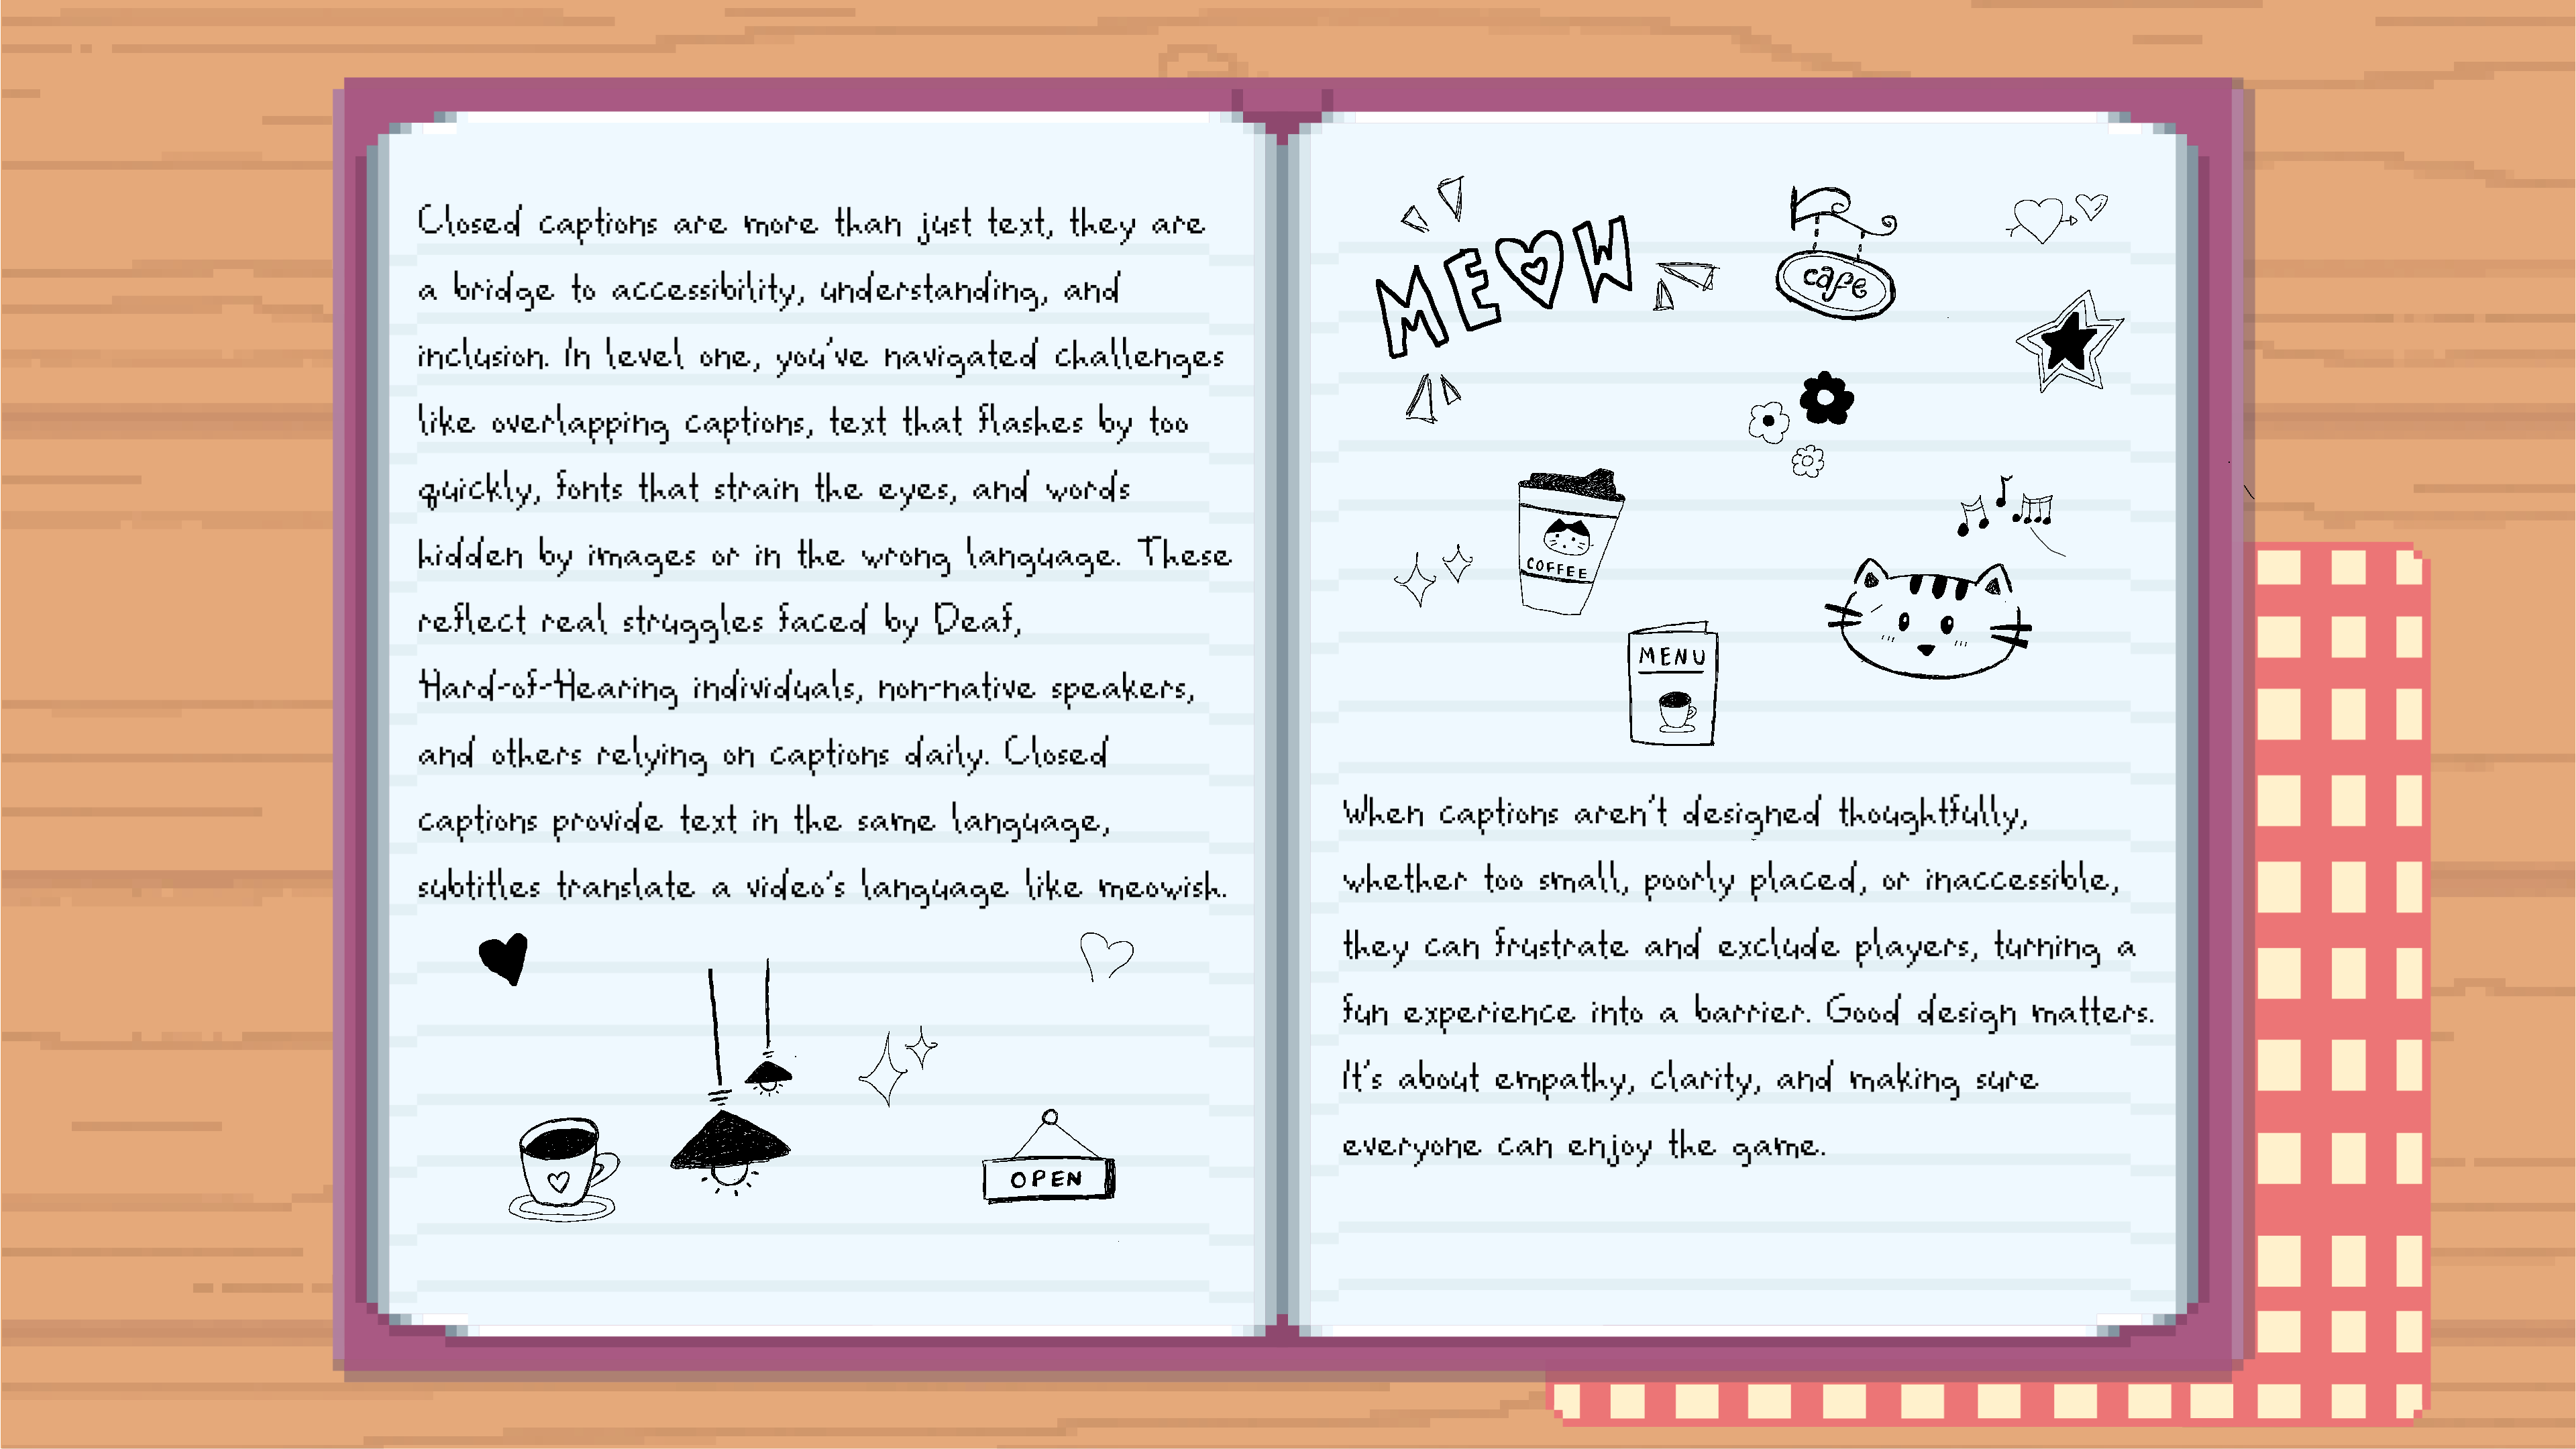 Closed captions are more than just text, they are
a bridge to accessibility, understanding, and
inclusion. In level one, you've navigated challenges
like overlapping captions, text that flashes by too
quickly, fonts that strain the eyes, and words
hidden by images or in the wrong language. These
reflect real struggles faced by Deaf,
Hard-of-Hearing individuals, non-native speakers,
and others relying on captions daily. Closed
captions provide text in the same language,
subtitles translate a video's language like meowish.
OPEN
MEOW
cafe
COFFEE
MENU
When captions aren't designed thoughtfully,
whether too small, poorly placed, or inaccessible,
they can frustrate and exclude players, turning a
fun experience into a barrier. Good design matters.
It's about empathy, clarity, and making sure
everyone can enjoy the game.